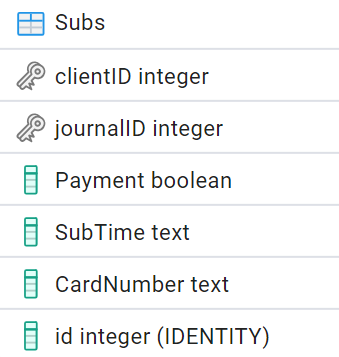 Subs
clientID integer
journalID integer
Payment boolean
SubTime text
CardNumber text
id integer (IDENTITY)